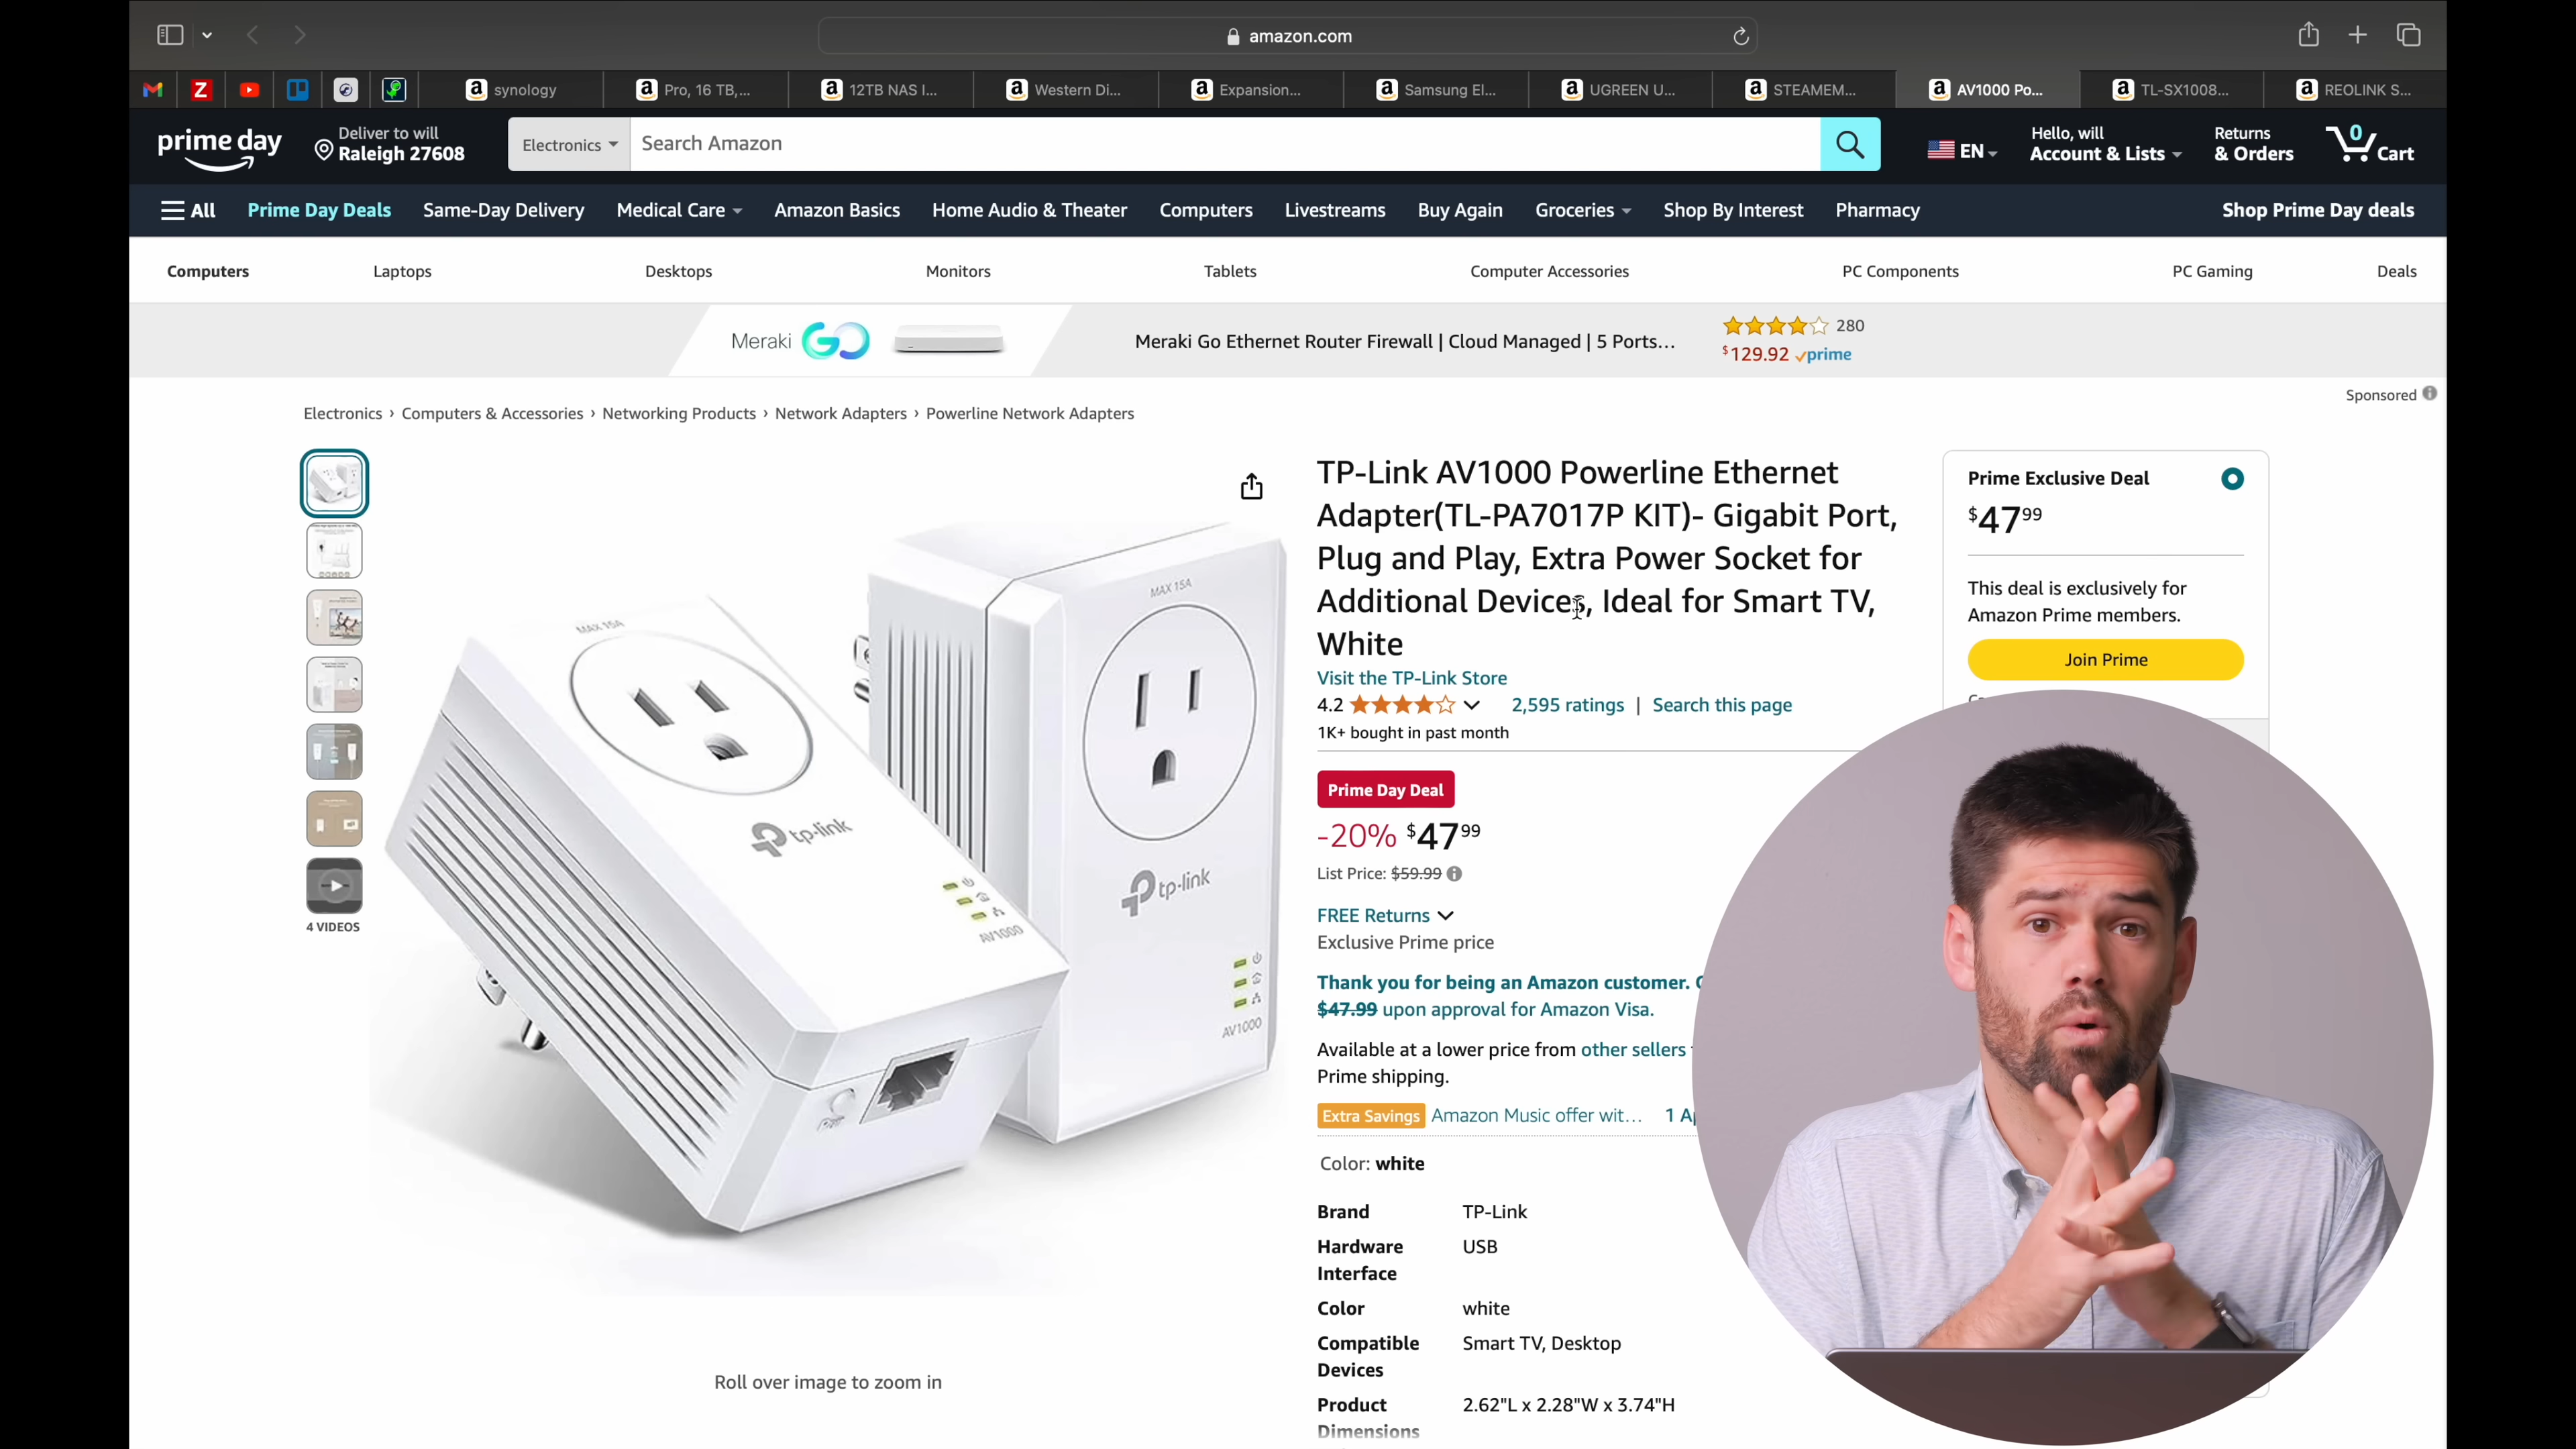 amazon.com
synology
Pro, 16 TB,...
12TB NAS I...
Western Di...
Expansion...
Samsung El...
UGREEN U...
STEAMEM...
AV1000 Po...
TL-SX1008...
REOLINK S...
prime day
Deliver to will
Raleigh 27608
Electronics
Search Amazon
EN
Hello, will
Account & Lists
Returns
& Orders
0
Cart
All
Prime Day Deals
Same-Day Delivery
Medical Care
Amazon Basics
Home Audio & Theater
Computers
Livestreams
Buy Again
Groceries
Shop By Interest
Pharmacy
Shop Prime Day deals
Computers
Laptops
Desktops
Monitors
Tablets
Computer Accessories
PC Components
PC Gaming
Deals
Meraki GO
Meraki Go Ethernet Router Firewall | Cloud Managed | 5 Ports...
280
$129.92 prime
Sponsored
Electronics › Computers & Accessories › Networking Products › Network Adapters › Powerline Network Adapters
MAX 15A
tp-link
AV1000
Pair
MAX 15A
tp-link
AV1000
4 VIDEOS
Roll over image to zoom in
TP-Link AV1000 Powerline Ethernet
Adapter(TL-PA7017P KIT)- Gigabit Port,
Plug and Play, Extra Power Socket for
Additional Devices, Ideal for Smart TV,
White
Visit the TP-Link Store
4.2
2,595 ratings | Search this page
1K+ bought in past month
Prime Day Deal
-20% $47 99
List Price: $59.99
FREE Returns
Exclusive Prime price
Thank you for being an Amazon customer.
$47.99 upon approval for Amazon Visa.
Available at a lower price from other sellers
Prime shipping.
Extra Savings Amazon Music offer wit... 1
Color: white
Brand TP-Link
Hardware USB
Interface
Color white
Compatible Smart TV, Desktop
Devices
Product 2.62"L x 2.28"W x 3.74"H
Dimensions
Prime Exclusive Deal
$47 99
This deal is exclusively for
Amazon Prime members.
Join Prime